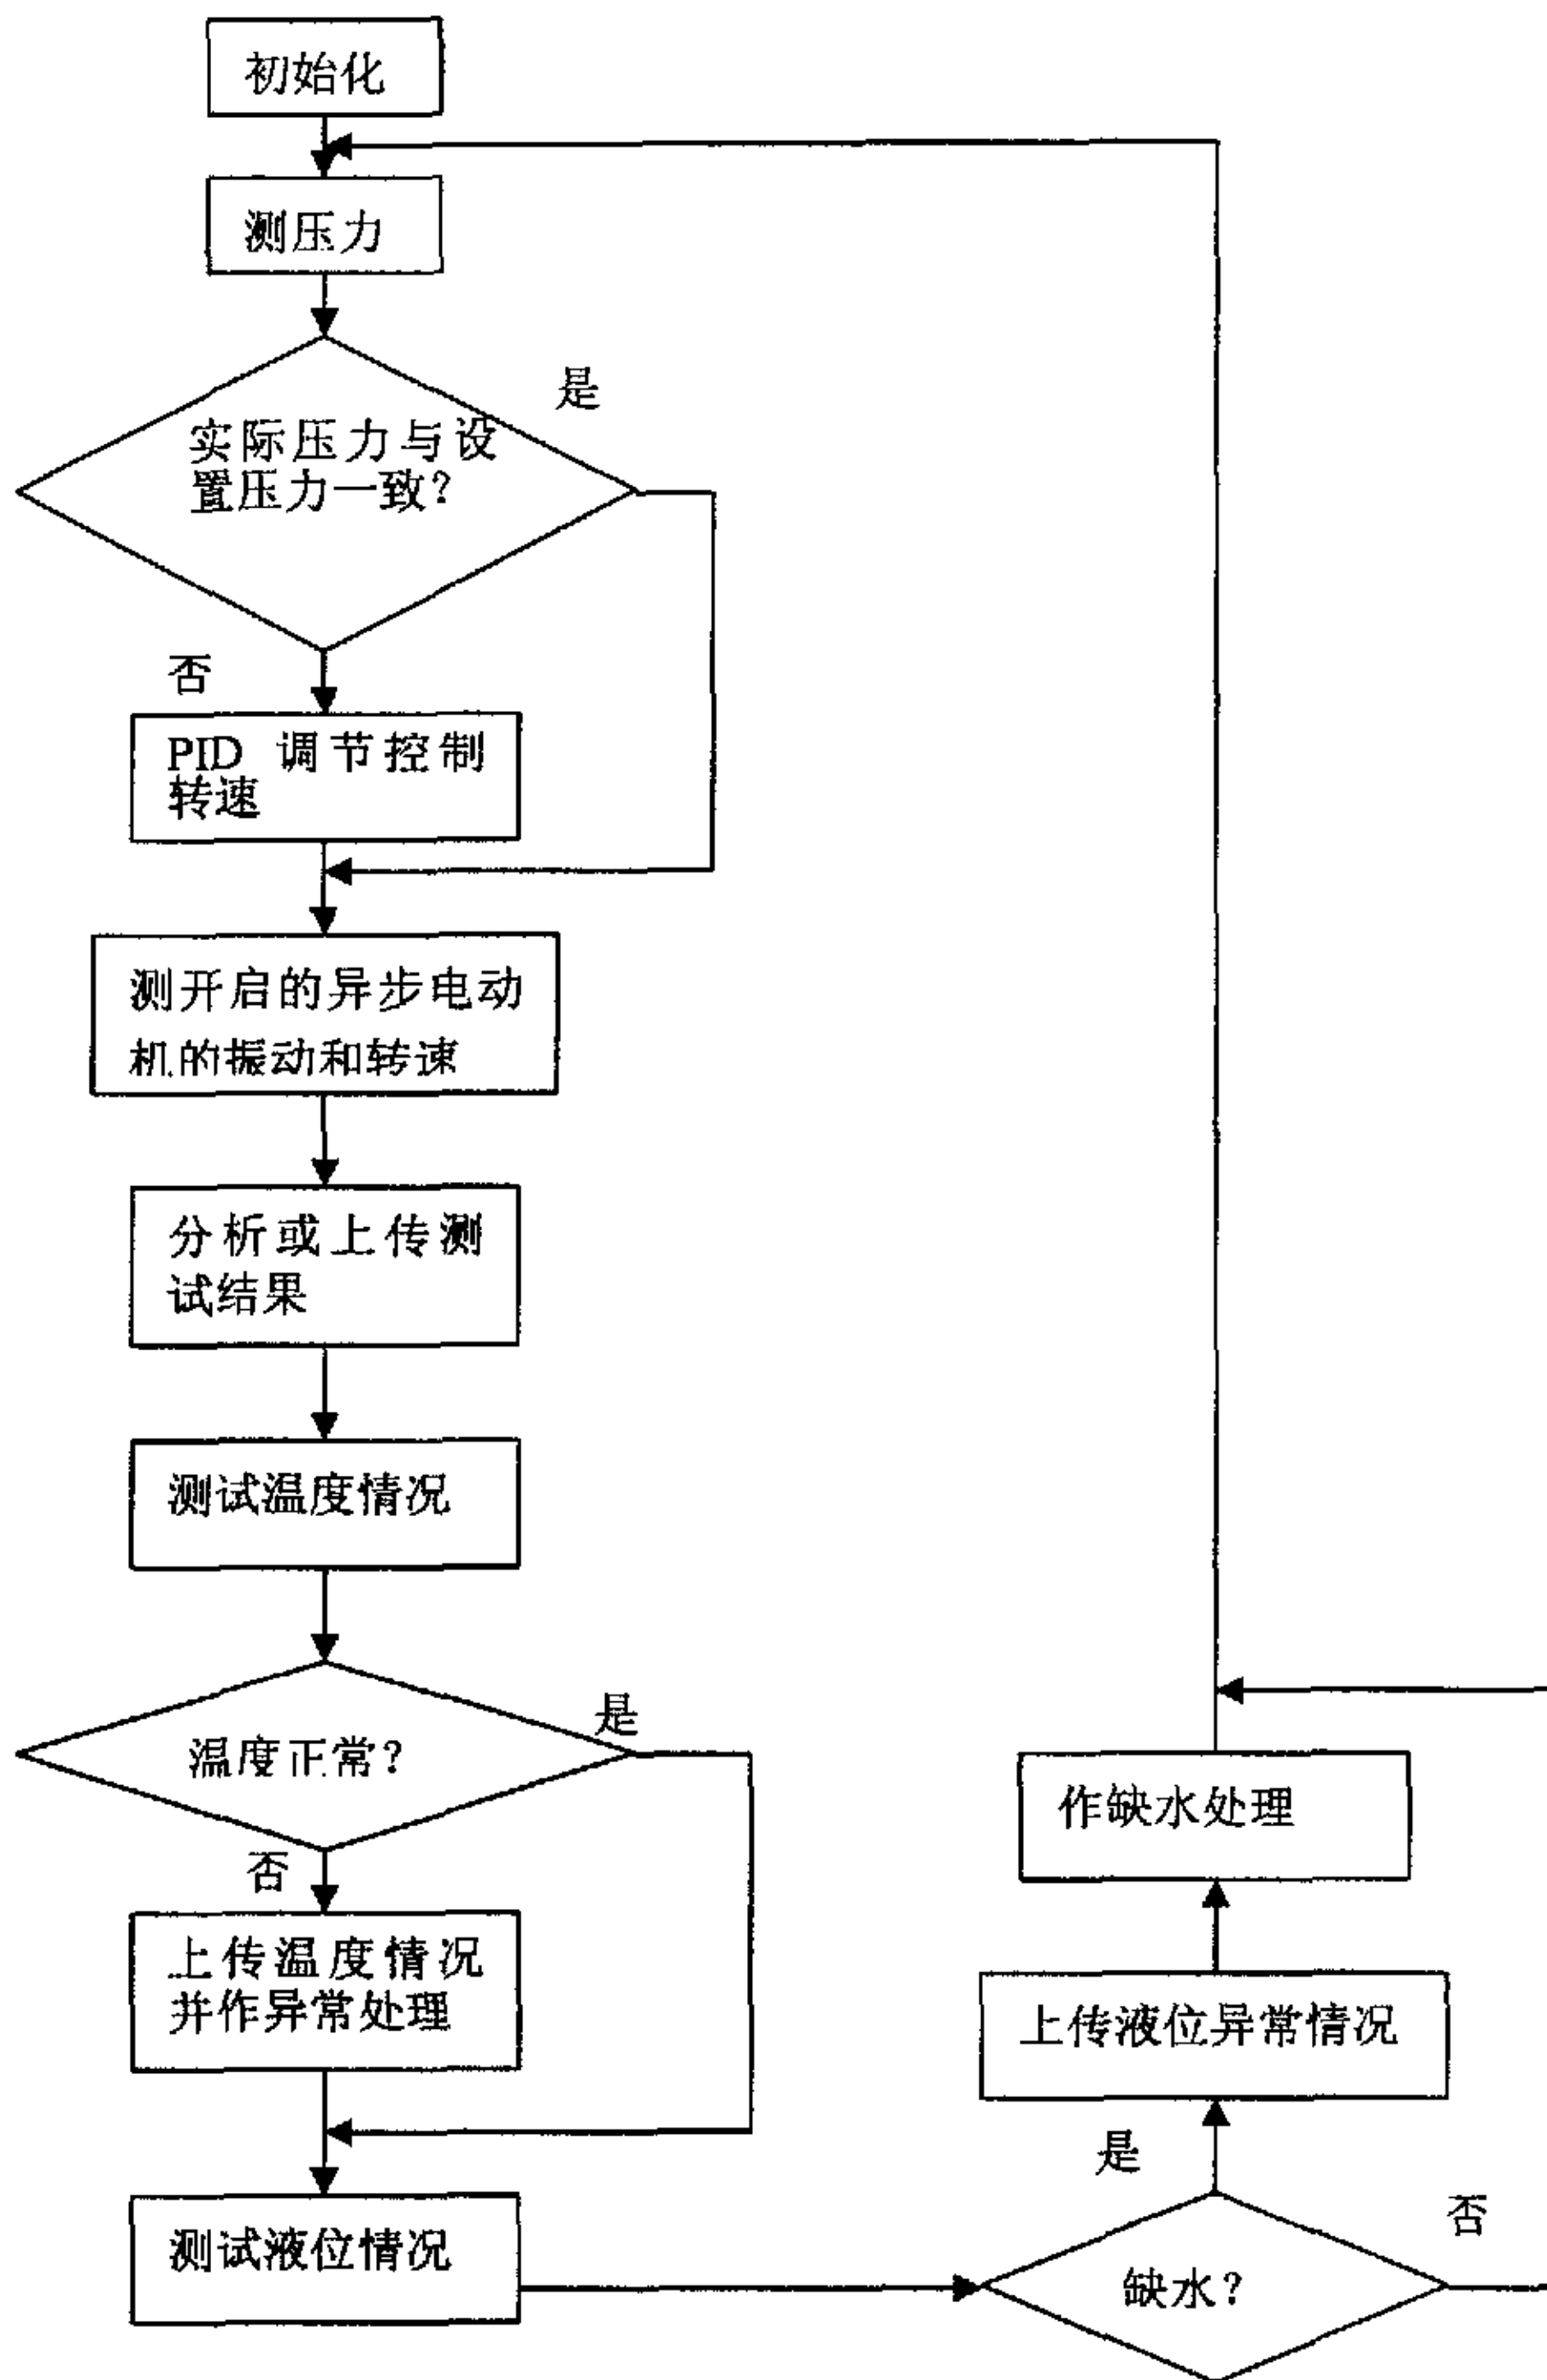 初始化
测压力
是
实际压力与设
置压力一致?
否
PID 调节控制
转速
测开启的异步电动
机的振动和转速
分析或上传测
试结果
测试温度情况
是
温度正常?
否
上传温度情况
并作异常处理
测试液位情况
作缺水处理
上传液位异常情况
是
否
缺水?